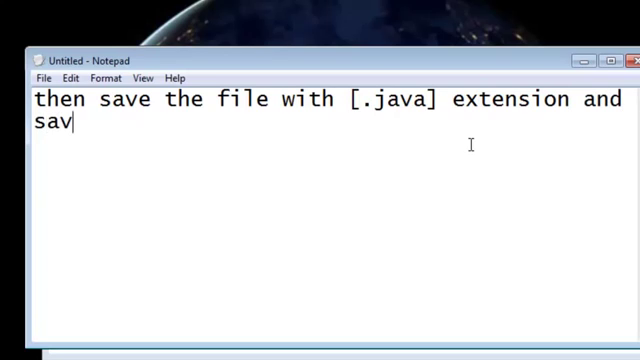 Untitled - Notepad
File Edit Format View Help
then save the file with [.java] extension and
sav